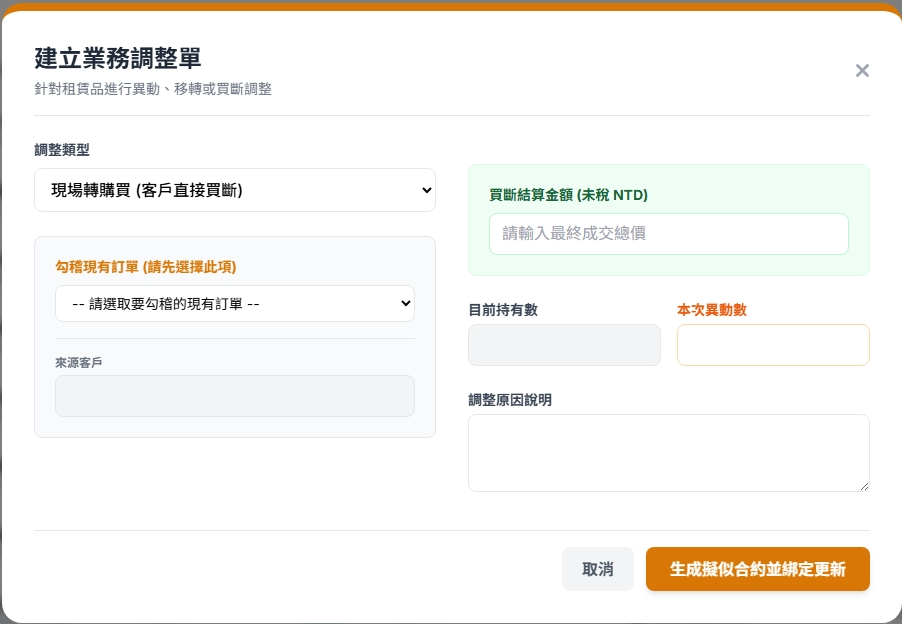 建立業務調整單
針對租賃品進行異動、移轉或買斷調整
調整類型
現場轉購買 (客戶直接買斷)
勾稽現有訂單 (請先選擇此項)
-- 請選取要勾稽的現有訂單 --
來源客戶
買斷結算金額 (未稅 NTD)
請輸入最終成交總價
目前持有數
本次異動數
調整原因說明
取消
生成擬似合約並綁定更新